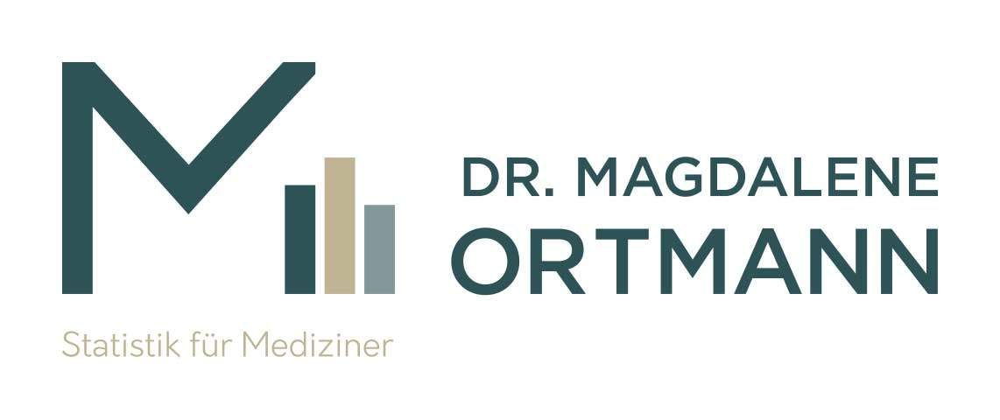 DR. MAGDALENE
ORTMANN
Statistik für Mediziner